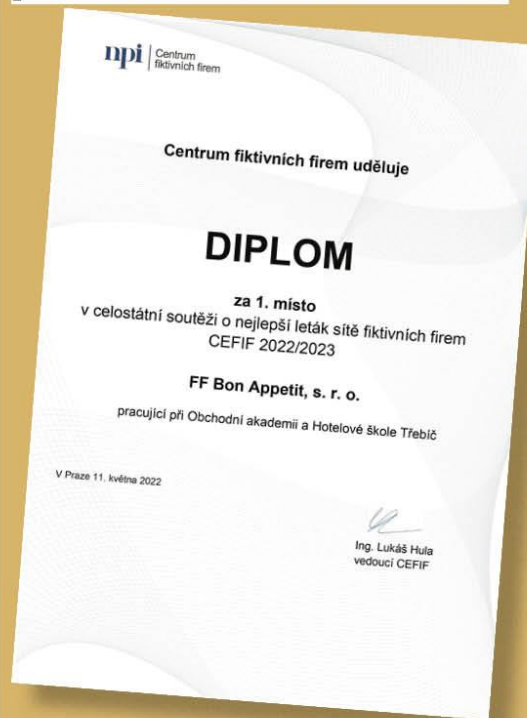 npi Centrum
fiktivních firem
Centrum fiktivních firem uděluje
DIPLOM
za 1. místo
v celostátní soutěži o nejlepší leták sítě fiktivních firem
CEFIF 2022/2023
FF Bon Appetit, s. r. o.
pracující při Obchodní akademii a Hotelové škole Třebíč
V Praze 11. května 2022
Ing. Lukáš Hula
vedoucí CEFIF